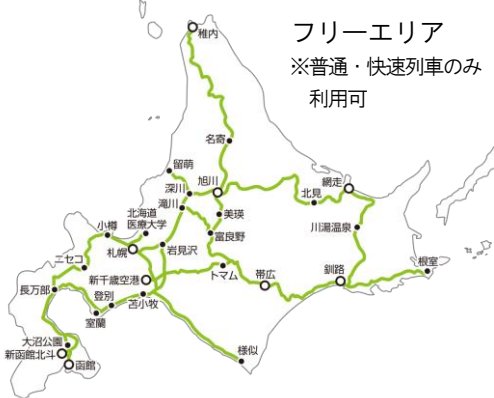 フリーエリア
※普通・快速列車のみ
利用可
稚内
名寄
留萌
深川
旭川
滝川
北海道
医療大学
小樽
札幌
岩見沢
美瑛
富良野
北見
網走
川湯温泉
ニセコ
新千歳空港
トマム
帯広
釧路
根室
長万部
登別
室蘭
苫小牧
大沼公園
新函館北斗
函館
様似